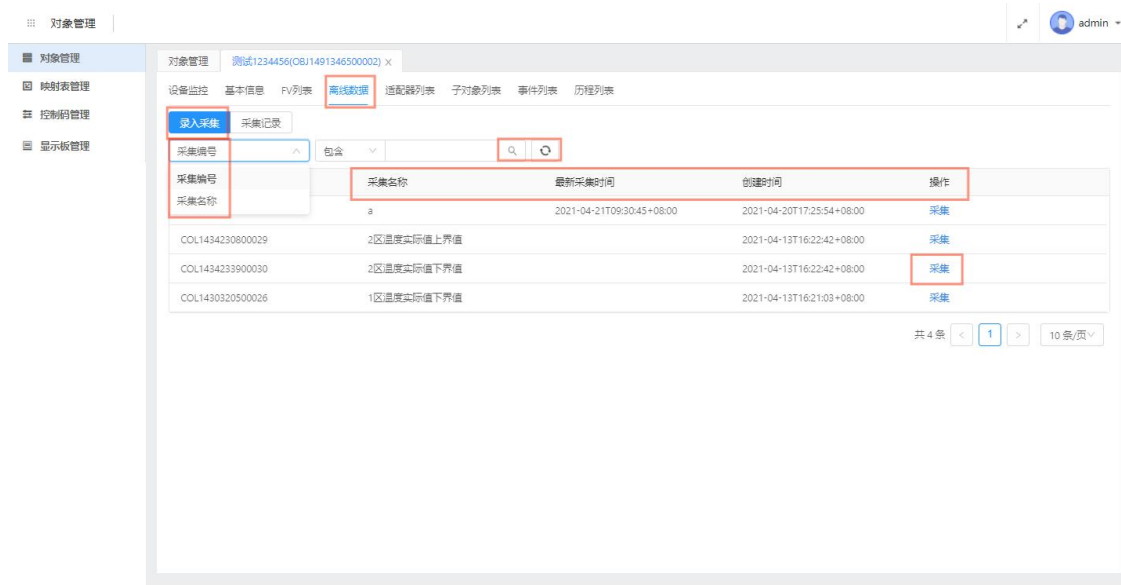 对象管理
admin
对象管理
映射表管理
控制码管理
显示板管理
对象管理 测试1234456(OBJ1491346500002) ×
设备监控 基本信息 FV列表 离线数据 适配器列表 子对象列表 事件列表 历程列表
录入采集 采集记录
采集编号 包含
采集编号
采集名称
采集名称 最新采集时间 创建时间 操作
a 2021-04-21T09:30:45+08:00 2021-04-20T17:25:54+08:00 采集
COL1434230800029 2区温度实际值上界值 2021-04-13T16:22:42+08:00 采集
COL1434233900030 2区温度实际值下界值 2021-04-13T16:22:42+08:00 采集
COL1430320500026 1区温度实际值下界值 2021-04-13T16:21:03+08:00 采集
共4条 < 1 > 10条/页